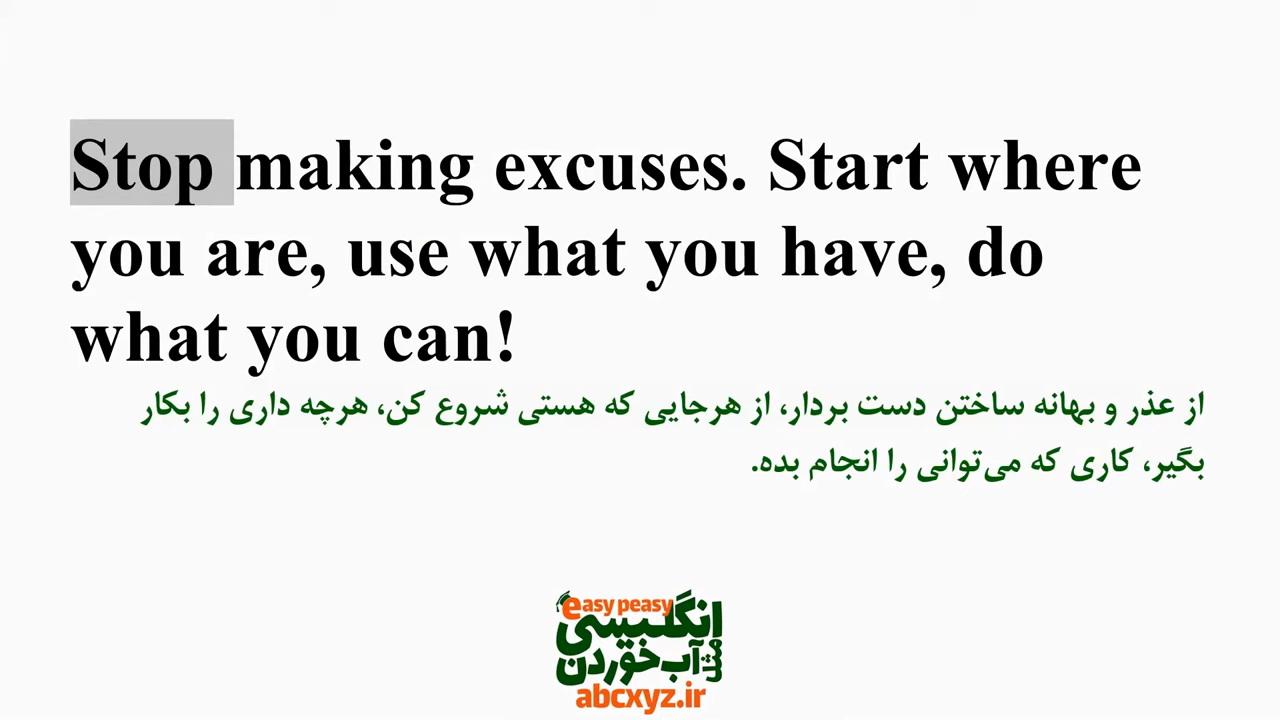 Stop making excuses. Start where
you are, use what you have, do
what you can!
از عذر و بهانه ساختن دست بردار، از هرجایی که هستی شروع کن، هرچه داری را بکار
بگیر، کاری که می‌توانی را انجام بده.
easy peasy
انگلیسی
مثل آب خوردن
abcxyz.ir